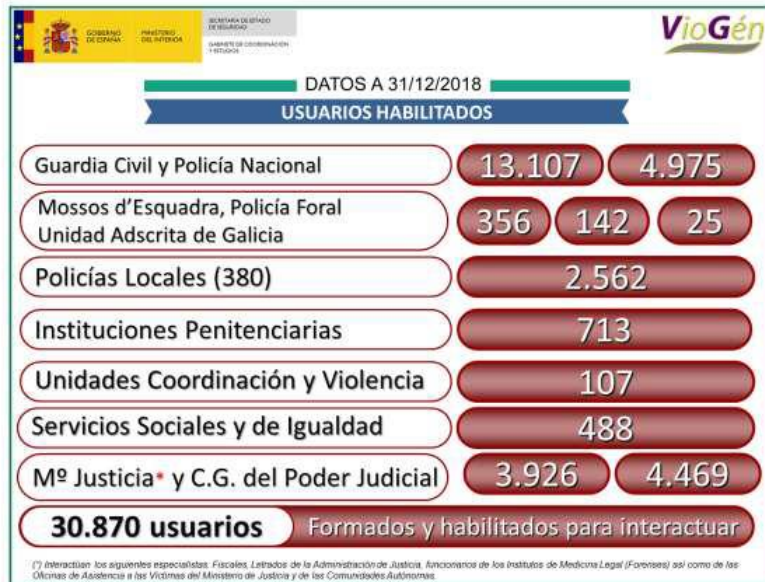 GOBIERNO
DE ESPAÑA
MINISTERIO
DEL INTERIOR
SECRETARÍA DE ESTADO
DE SEGURIDAD
GABINETE DE COORDINACIÓN
Y ESTUDIOS
VioGén
DATOS A 31/12/2018
USUARIOS HABILITADOS
Guardia Civil y Policía Nacional 13.107 4.975
Mossos d'Esquadra, Policía Foral
Unidad Adscrita de Galicia 356 142 25
Policías Locales (380) 2.562
Instituciones Penitenciarias 713
Unidades Coordinación y Violencia 107
Servicios Sociales y de Igualdad 488
Mº Justicia* y C.G. del Poder Judicial 3.926 4.469
30.870 usuarios Formados y habilitados para interactuar
(*) Interactúan los siguientes especialistas: Fiscales, Letrados de la Administración de Justicia, funcionarios de los Institutos de Medicina Legal (Forenses) así como de las
Oficinas de Asistencia a las Víctimas del Ministerio de Justicia y de las Comunidades Autónomas.